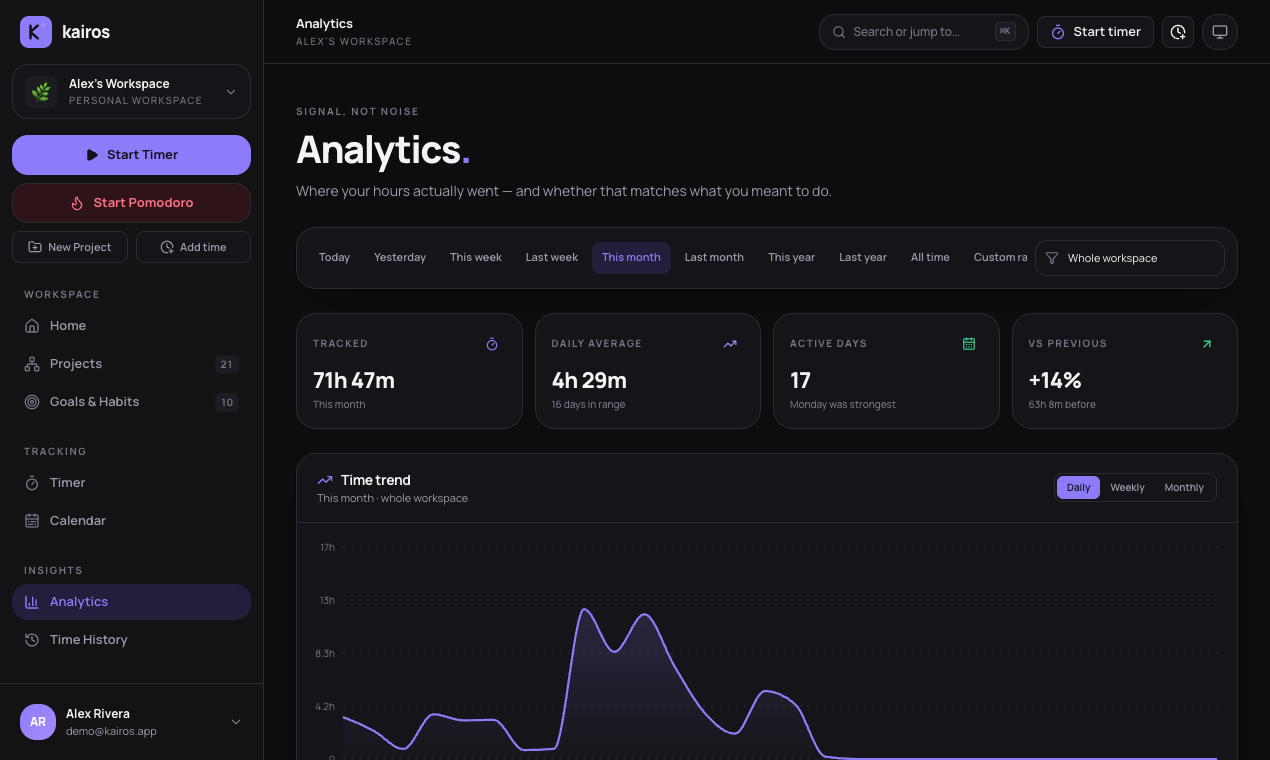 kairos
Alex's Workspace
PERSONAL WORKSPACE
Start Timer
Start Pomodoro
New Project
Add time
WORKSPACE
Home
Projects 21
Goals & Habits 10
TRACKING
Timer
Calendar
INSIGHTS
Analytics
Time History
AR
Alex Rivera
demo@kairos.app
Analytics
ALEX'S WORKSPACE
Search or jump to... ⌘K
Start timer
SIGNAL, NOT NOISE
Analytics.
Where your hours actually went — and whether that matches what you meant to do.
Today Yesterday This week Last week This month Last month This year Last year All time Custom ra
Whole workspace
TRACKED
71h 47m
This month
DAILY AVERAGE
4h 29m
16 days in range
ACTIVE DAYS
17
Monday was strongest
VS PREVIOUS
+14%
63h 8m before
Time trend
This month · whole workspace
Daily Weekly Monthly
17h
13h
8.3h
4.2h
0